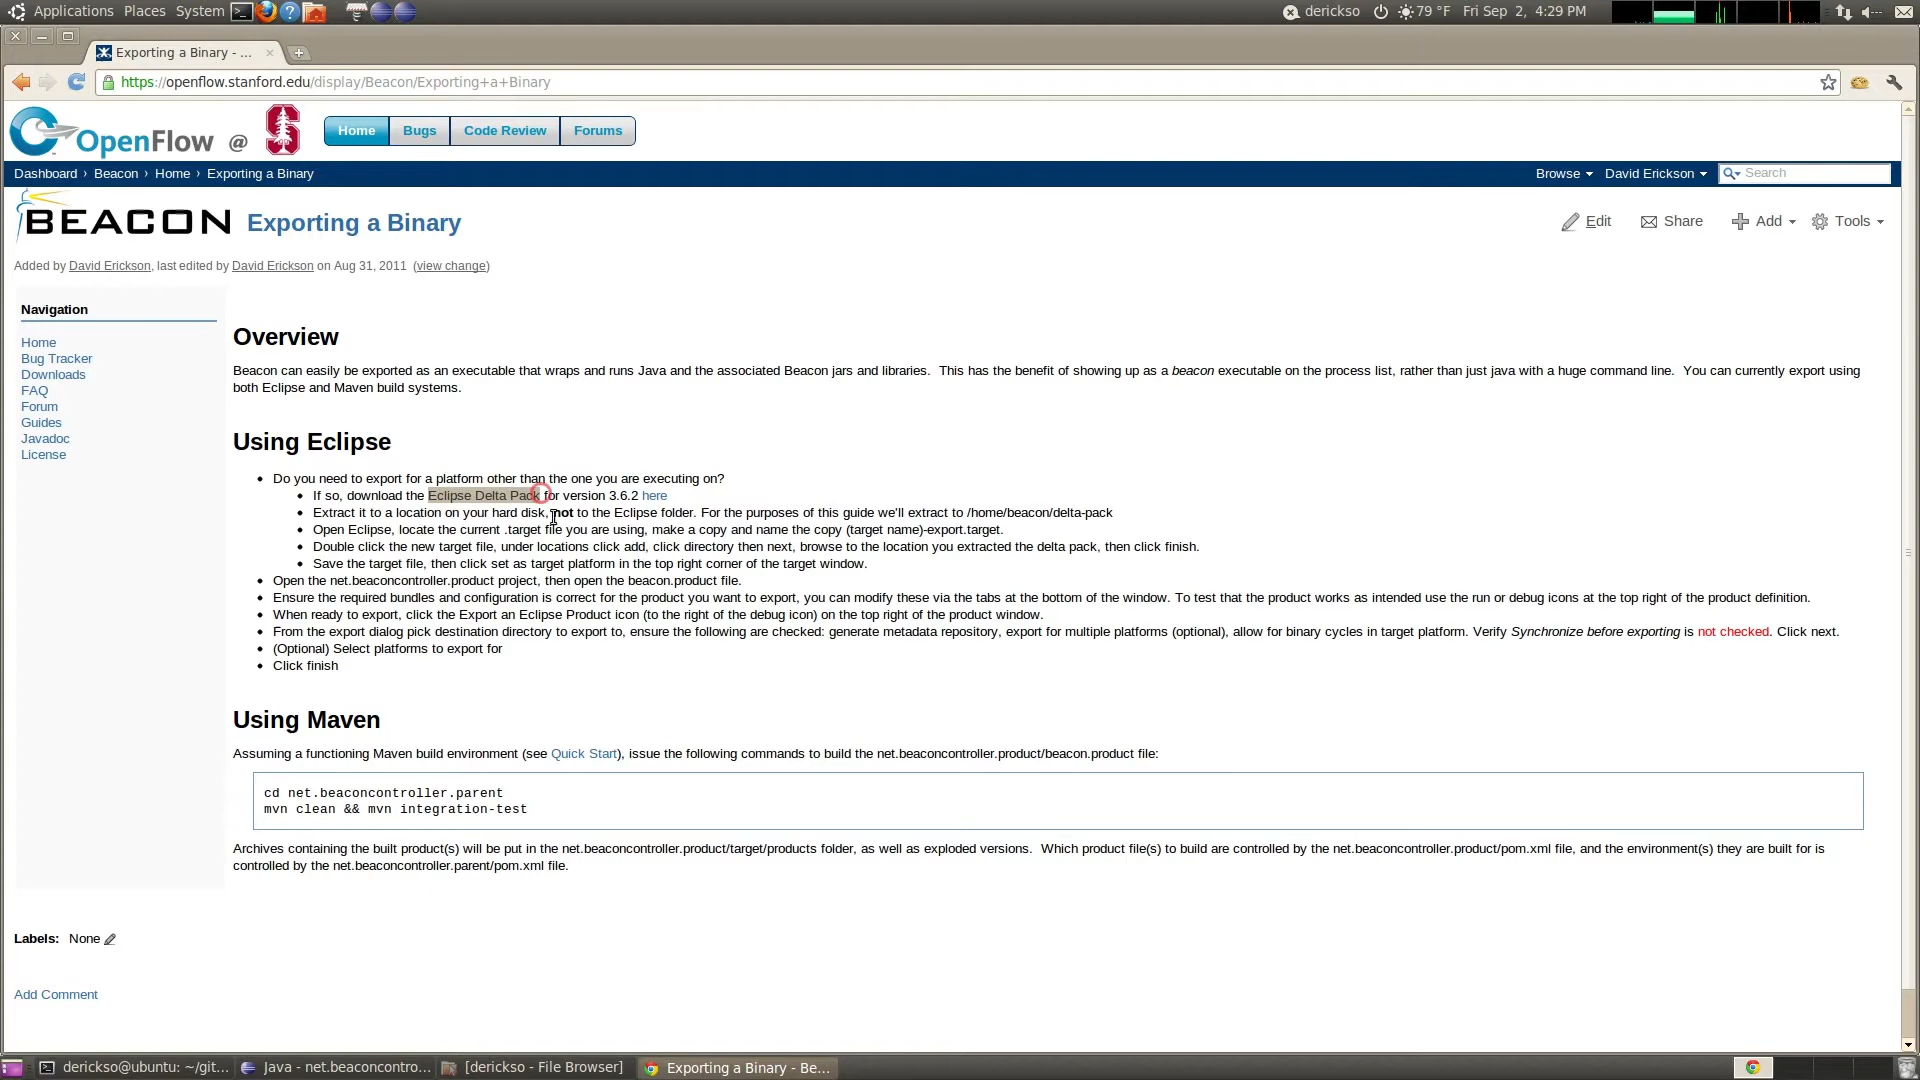 Applications Places System derickso 79 °F Fri Sep 2, 4:29 PM
Exporting a Binary - ...
https://openflow.stanford.edu/display/Beacon/Exporting+a+Binary
OpenFlow @ S Home Bugs Code Review Forums
Dashboard › Beacon › Home › Exporting a Binary Browse David Erickson Search
BEACON Exporting a Binary Edit Share Add Tools
Added by David Erickson, last edited by David Erickson on Aug 31, 2011 (view change)
Navigation
Home
Bug Tracker
Downloads
FAQ
Forum
Guides
Javadoc
License
Overview
Beacon can easily be exported as an executable that wraps and runs Java and the associated Beacon jars and libraries. This has the benefit of showing up as a beacon executable on the process list, rather than just java with a huge command line. You can currently export using
both Eclipse and Maven build systems.
Using Eclipse
• Do you need to export for a platform other than the one you are executing on?
• If so, download the Eclipse Delta Pack for version 3.6.2 here
• Extract it to a location on your hard disk, not to the Eclipse folder. For the purposes of this guide we'll extract to /home/beacon/delta-pack
• Open Eclipse, locate the current .target file you are using, make a copy and name the copy (target name)-export.target.
• Double click the new target file, under locations click add, click directory then next, browse to the location you extracted the delta pack, then click finish.
• Save the target file, then click set as target platform in the top right corner of the target window.
• Open the net.beaconcontroller.product project, then open the beacon.product file.
• Ensure the required bundles and configuration is correct for the product you want to export, you can modify these via the tabs at the bottom of the window. To test that the product works as intended use the run or debug icons at the top right of the product definition.
• When ready to export, click the Export an Eclipse Product icon (to the right of the debug icon) on the top right of the product window.
• From the export dialog pick destination directory to export to, ensure the following are checked: generate metadata repository, export for multiple platforms (optional), allow for binary cycles in target platform. Verify Synchronize before exporting is not checked. Click next.
• (Optional) Select platforms to export for
• Click finish
Using Maven
Assuming a functioning Maven build environment (see Quick Start), issue the following commands to build the net.beaconcontroller.product/beacon.product file:
cd net.beaconcontroller.parent
mvn clean && mvn integration-test
Archives containing the built product(s) will be put in the net.beaconcontroller.product/target/products folder, as well as exploded versions. Which product file(s) to build are controlled by the net.beaconcontroller.product/pom.xml file, and the environment(s) they are built for is
controlled by the net.beaconcontroller.parent/pom.xml file.
Labels: None
Add Comment
derickso@ubuntu: ~/git... Java - net.beaconcontro... [derickso - File Browser] Exporting a Binary - Be...